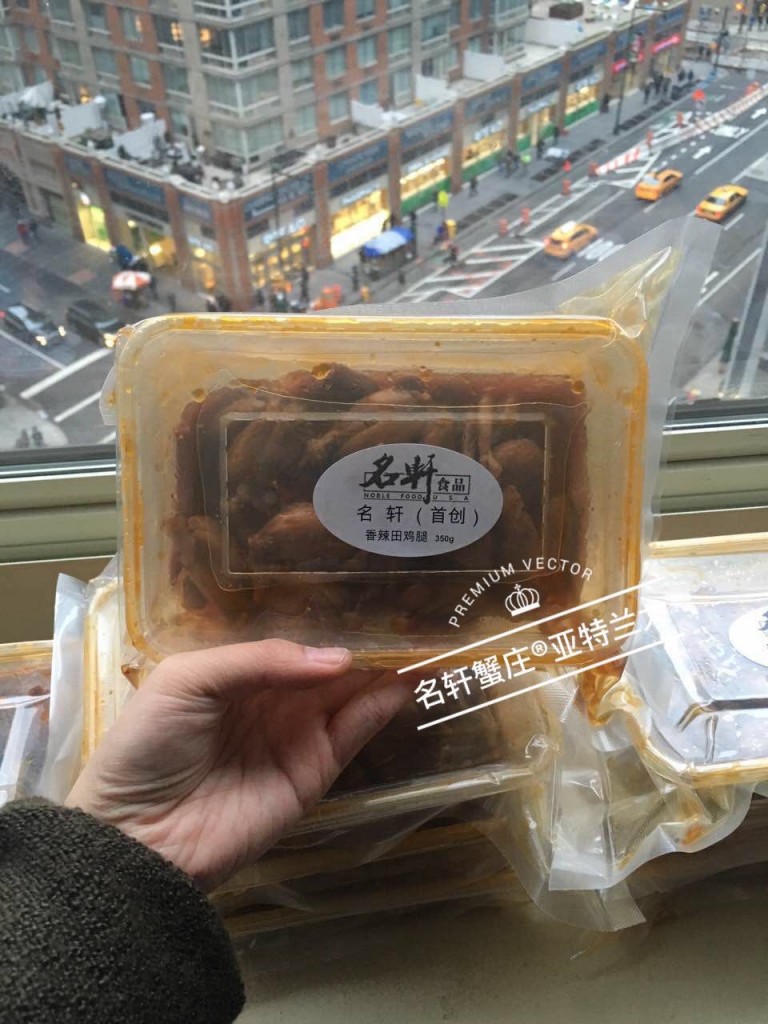 名軒食品
NOBLE FOOD U.S.A
名 轩 （首创）
香辣田鸡腿 350g
PREMIUM VECTOR
名轩蟹庄®亚特兰